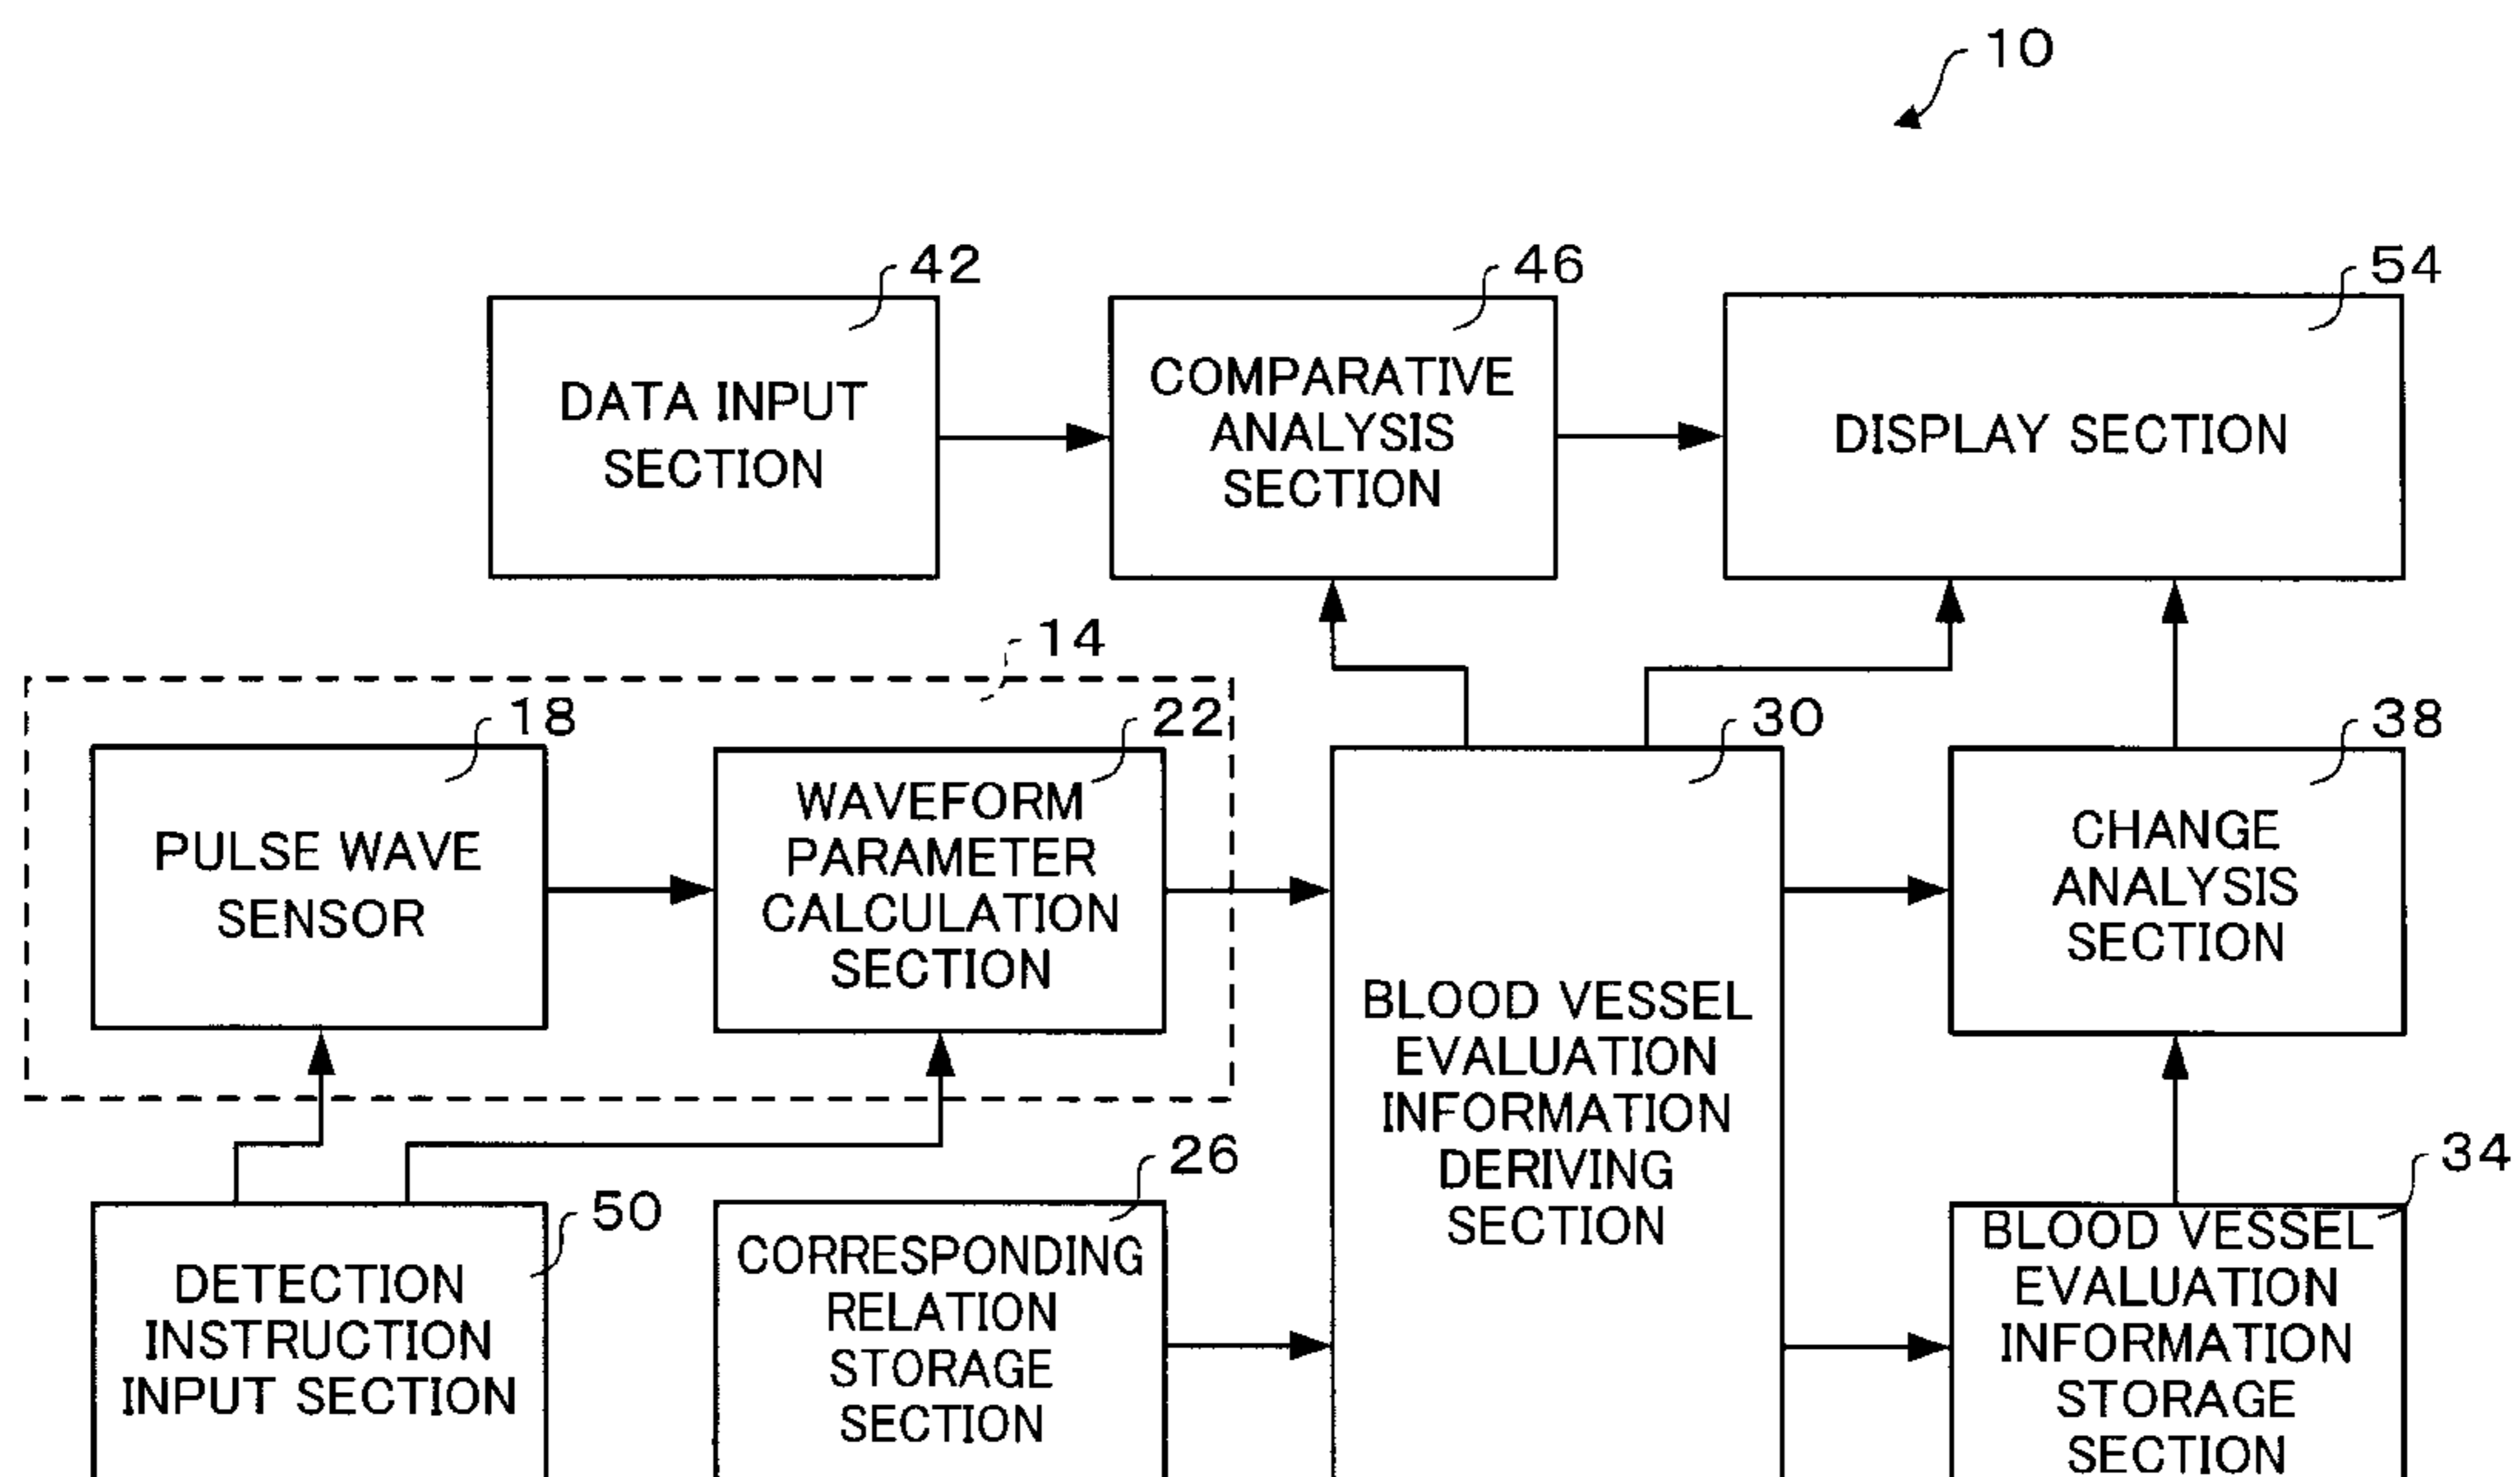 10
42
DATA INPUT
SECTION
46
COMPARATIVE
ANALYSIS
SECTION
54
DISPLAY SECTION
14
18
PULSE WAVE
SENSOR
22
WAVEFORM
PARAMETER
CALCULATION
SECTION
30
BLOOD VESSEL
EVALUATION
INFORMATION
DERIVING
SECTION
38
CHANGE
ANALYSIS
SECTION
50
DETECTION
INSTRUCTION
INPUT SECTION
26
CORRESPONDING
RELATION
STORAGE
SECTION
34
BLOOD VESSEL
EVALUATION
INFORMATION
STORAGE
SECTION